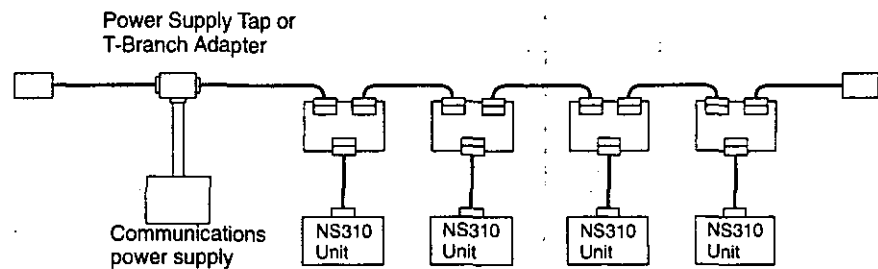 Power Supply Tap or
T-Branch Adapter
Communications
power supply
NS310
Unit
NS310
Unit
NS310
Unit
NS310
Unit